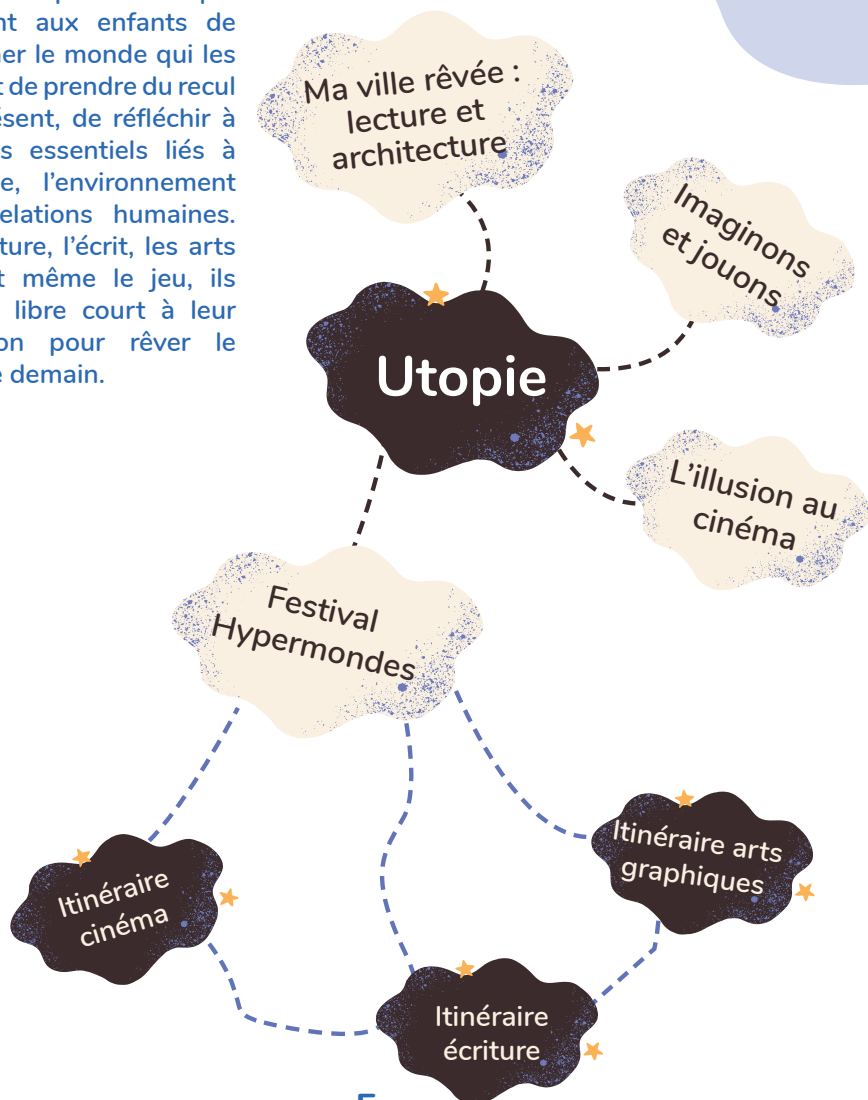 nt aux enfants de
er le monde qui les
t de prendre du recul
ésent, de réfléchir à
s essentiels liés à
e, l’environnement
elations humaines.
ture, l’écrit, les arts
t même le jeu, ils
libre court à leur
on pour rêver le
e demain.
Ma ville rêvée :
lecture et
architecture
Imaginons
et jouons
Utopie
L’illusion au
cinéma
Festival
Hypermondes
Itinéraire arts
graphiques
Itinéraire
cinéma
Itinéraire
écriture